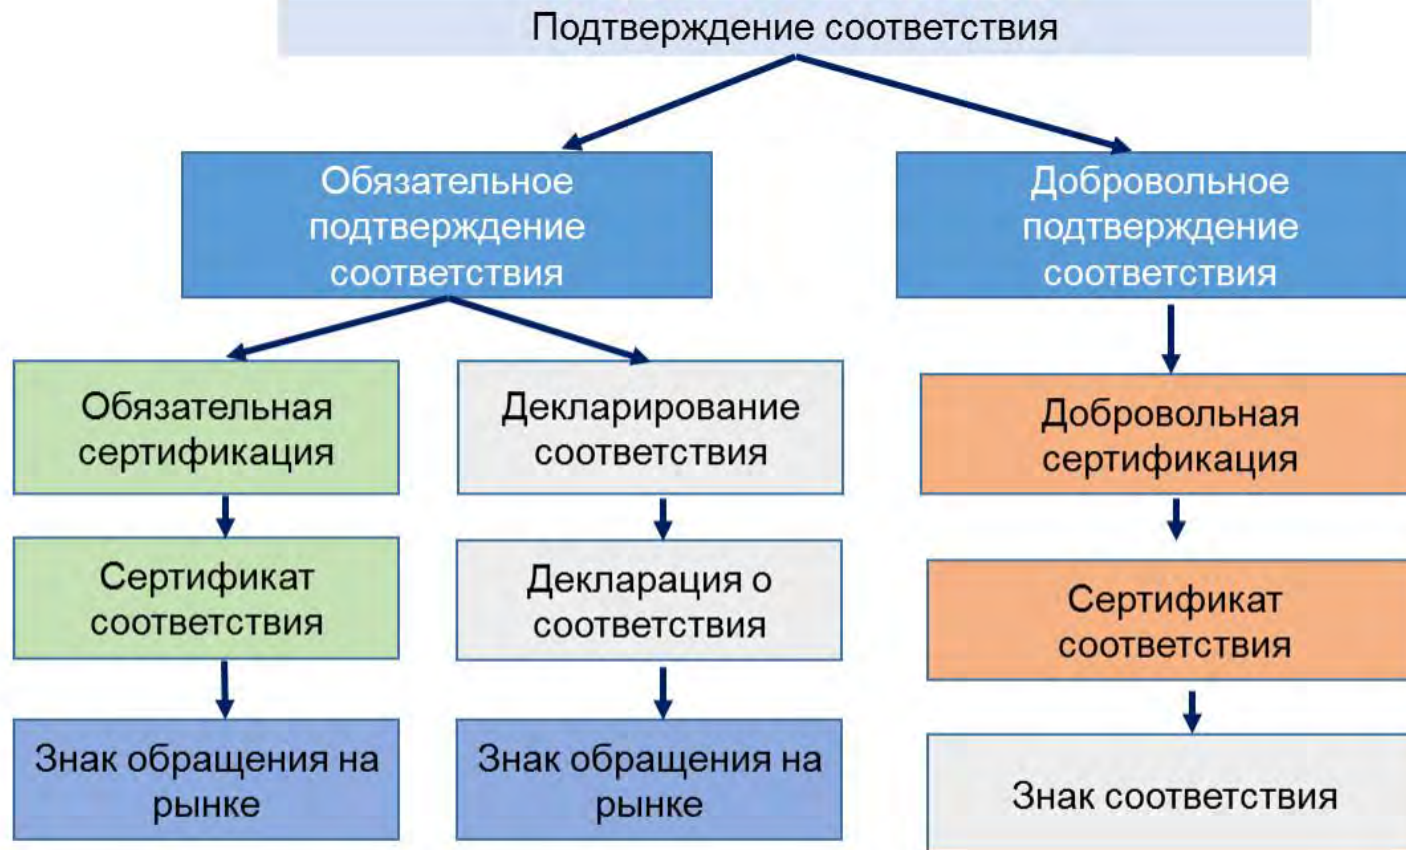 Подтверждение соответствия
Обязательное
подтверждение
соответствия
Добровольное
подтверждение
соответствия
Обязательная
сертификация
Декларирование
соответствия
Добровольная
сертификация
Сертификат
соответствия
Декларация о
соответствия
Сертификат
соответствия
Знак обращения на
рынке
Знак обращения на
рынке
Знак соответствия